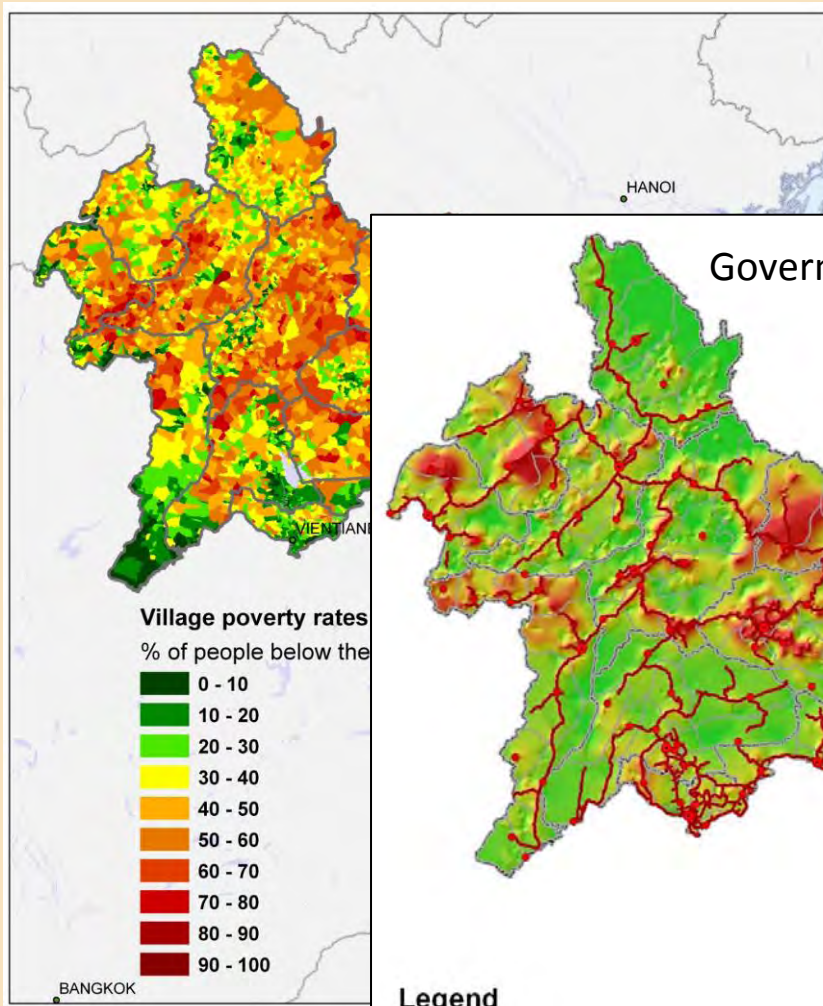 HANOI
Govern
VIENTIAN
Village poverty rates
% of people below the
0 - 10
10 - 20
20 - 30
30 - 40
40 - 50
50 - 60
60 - 70
70 - 80
80 - 90
90 - 100
BANGKOK
Legend